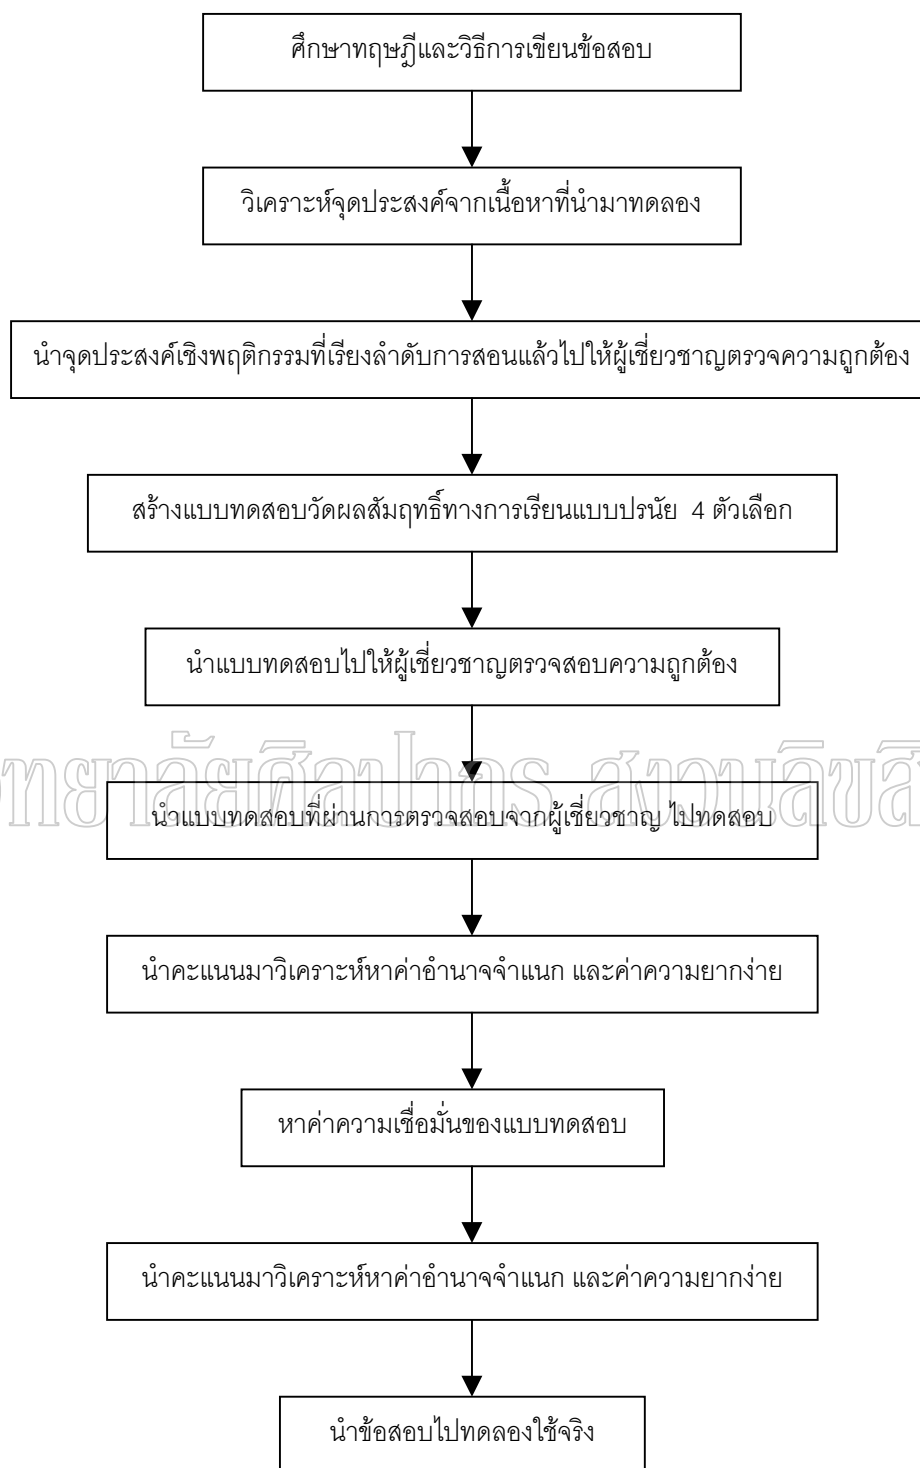 ศึกษาทฤษฎีและวิธีการเขียนข้อสอบ
วิเคราะห์จุดประสงค์จากเนื้อหาที่นำมาทดลอง
นำจุดประสงค์เชิงพฤติกรรมที่เรียงลำดับการสอนแล้วไปให้ผู้เชี่ยวชาญตรวจความถูกต้อง
สร้างแบบทดสอบวัดผลสัมฤทธิ์ทางการเรียนแบบปรนัย 4 ตัวเลือก
นำแบบทดสอบไปให้ผู้เชี่ยวชาญตรวจสอบความถูกต้อง
ทยาลัยศิลปากร สงวนลิขส
นำแบบทดสอบที่ผ่านการตรวจสอบจากผู้เชี่ยวชาญ ไปทดสอบ
นำคะแนนมาวิเคราะห์หาค่าอำนาจจำแนก และค่าความยากง่าย
หาค่าความเชื่อมั่นของแบบทดสอบ
นำคะแนนมาวิเคราะห์หาค่าอำนาจจำแนก และค่าความยากง่าย
นำข้อสอบไปทดลองใช้จริง